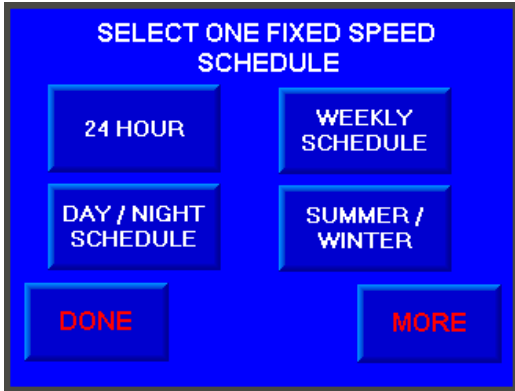 SELECT ONE FIXED SPEED
SCHEDULE
24 HOUR
WEEKLY
SCHEDULE
DAY / NIGHT
SCHEDULE
SUMMER /
WINTER
DONE
MORE